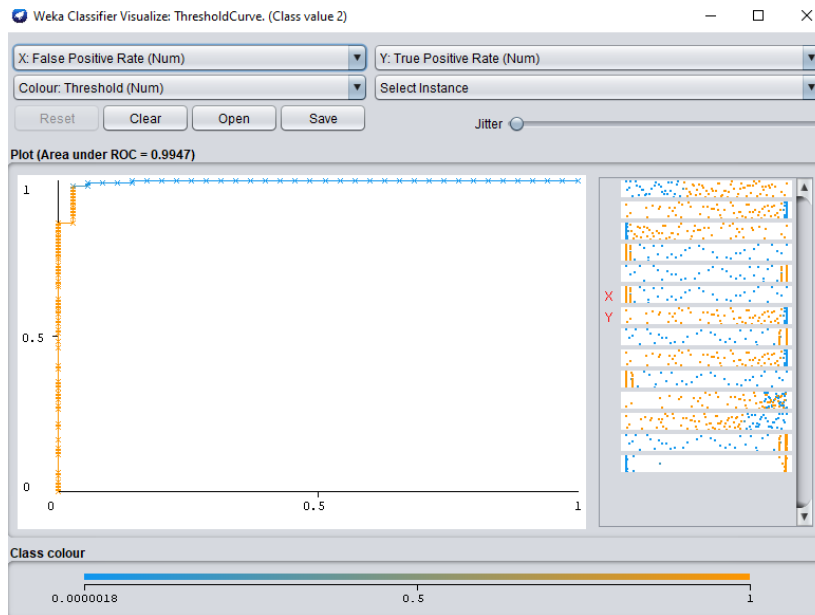 Weka Classifier Visualize: ThresholdCurve. (Class value 2)
X: False Positive Rate (Num) Y: True Positive Rate (Num)
Colour: Threshold (Num) Select Instance
Reset Clear Open Save Jitter
Plot (Area under ROC = 0.9947)
1
0.5
0
0 0.5 1
X
Y
Class colour
0.0000018 0.5 1